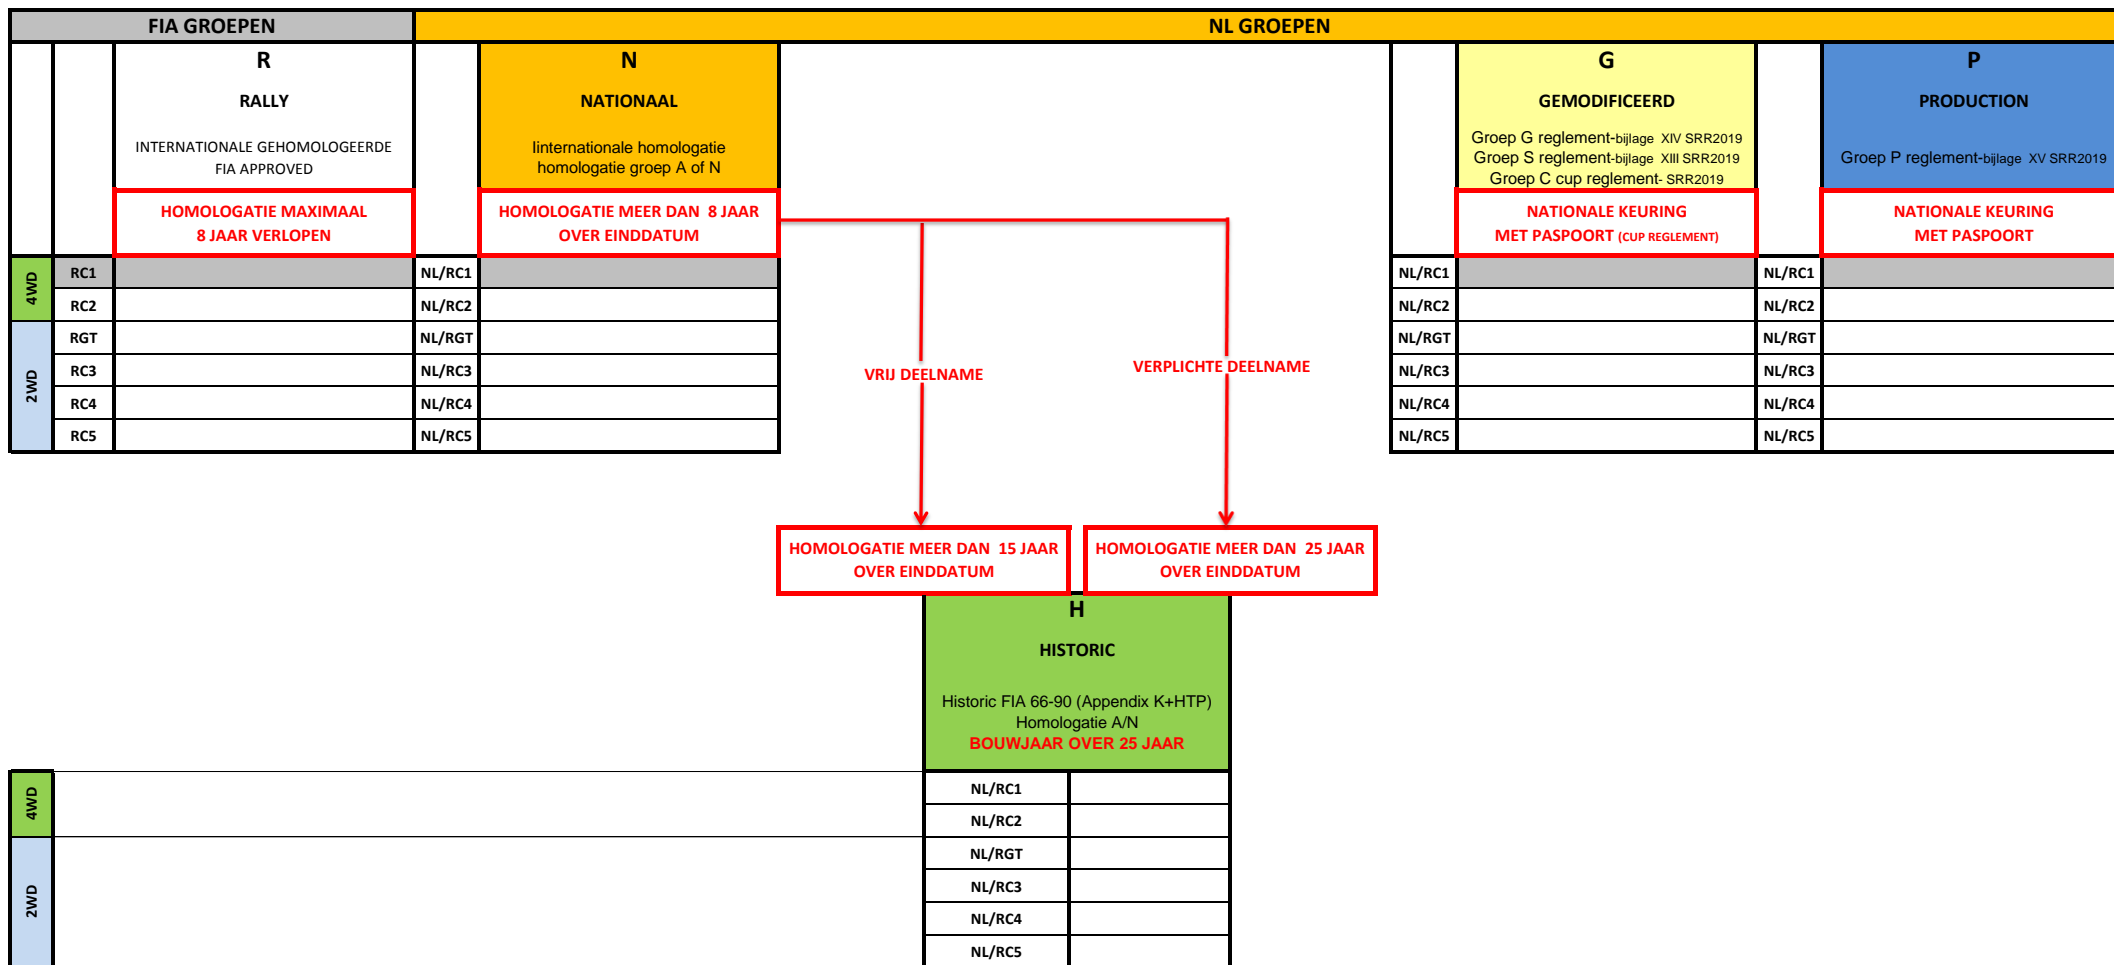 FIA GROEPEN
NL GROEPEN
R
RALLY
INTERNATIONALE GEHOMOLOGEERDE
FIA APPROVED
HOMOLOGATIE MAXIMAAL
8 JAAR VERLOPEN
N
NATIONAAL
Iinternationale homologatie
homologatie groep A of N
HOMOLOGATIE MEER DAN 8 JAAR
OVER EINDDATUM
G
GEMODIFICEERD
Groep G reglement-bijlage XIV SRR2019
Groep S reglement-bijlage XIII SRR2019
Groep C cup reglement- SRR2019
NATIONALE KEURING
MET PASPOORT (CUP REGLEMENT)
P
PRODUCTION
Groep P reglement-bijlage XV SRR2019
NATIONALE KEURING
MET PASPOORT
4WD
2WD
RC1
RC2
RGT
RC3
RC4
RC5
NL/RC1
NL/RC2
NL/RGT
NL/RC3
NL/RC4
NL/RC5
VRIJ DEELNAME
VERPLICHTE DEELNAME
NL/RC1
NL/RC2
NL/RGT
NL/RC3
NL/RC4
NL/RC5
NL/RC1
NL/RC2
NL/RGT
NL/RC3
NL/RC4
NL/RC5
HOMOLOGATIE MEER DAN 15 JAAR
OVER EINDDATUM
HOMOLOGATIE MEER DAN 25 JAAR
OVER EINDDATUM
H
HISTORIC
Historic FIA 66-90 (Appendix K+HTP)
Homologatie A/N
BOUWJAAR OVER 25 JAAR
4WD
2WD
NL/RC1
NL/RC2
NL/RGT
NL/RC3
NL/RC4
NL/RC5